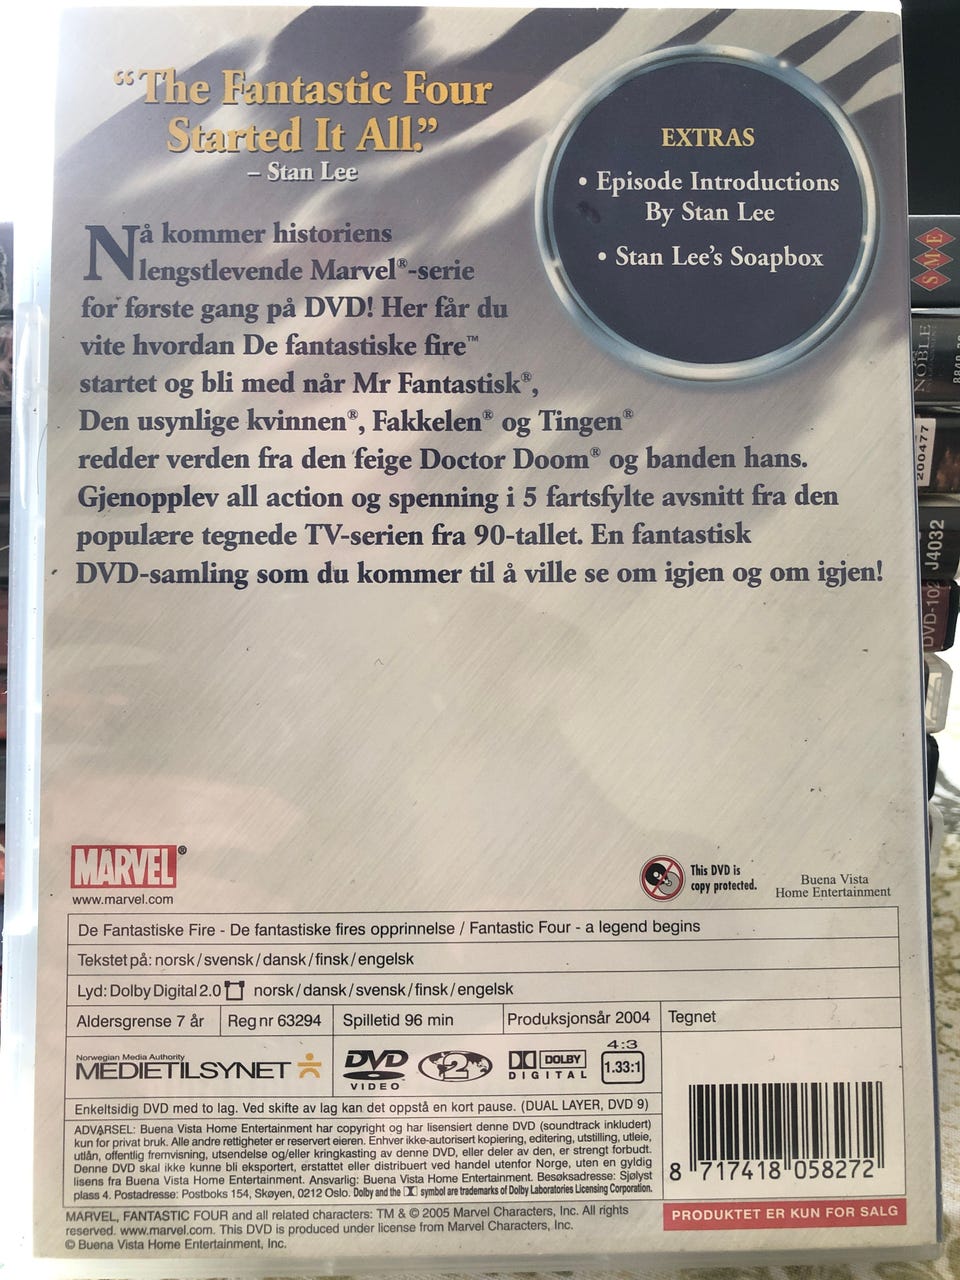 “The Fantastic Four
Started It All.”
– Stan Lee
EXTRAS
• Episode Introductions
By Stan Lee
• Stan Lee’s Soapbox
Nå kommer historiens
lengstlevende Marvel®-serie
for første gang på DVD! Her får du
vite hvordan De fantastiske fire™
startet og bli med når Mr Fantastisk®,
Den usynlige kvinnen®, Fakkelen® og Tingen®
redder verden fra den feige Doctor Doom® og banden hans.
Gjenopplev all action og spenning i 5 fartsfylte avsnitt fra den
populære tegnede TV-serien fra 90-tallet. En fantastisk
DVD-samling som du kommer til å ville se om igjen og om igjen!
MARVEL®
www.marvel.com
This DVD is
copy protected.
Buena Vista
Home Entertainment
De Fantastiske Fire - De fantastiske fires opprinnelse / Fantastic Four - a legend begins
Tekstet på: norsk/svensk/dansk/finsk/engelsk
Lyd: Dolby Digital 2.0 norsk/dansk/svensk/finsk/engelsk
Aldersgrense 7 år Reg nr 63294 Spilletid 96 min Produksjonsår 2004 Tegnet
Norwegian Media Authority
MEDIETILSYNET
DVD
VIDEO™
2
DOLBY
DIGITAL
4:3
1.33:1
Enkeltsidig DVD med to lag. Ved skifte av lag kan det oppstå en kort pause. (DUAL LAYER, DVD 9)
ADVARSEL: Buena Vista Home Entertainment har copyright og har lisensiert denne DVD (soundtrack inkludert)
kun for privat bruk. Alle andre rettigheter er reservert eieren. Enhver ikke-autorisert kopiering, editering, utstilling, utleie,
utlån, offentlig fremvisning, utsendelse og/eller kringkasting av denne DVD, eller deler av den, er strengt forbudt.
Denne DVD skal ikke kunne bli eksportert, erstattet eller distribuert ved handel utenfor Norge, uten en gyldig
lisens fra Buena Vista Home Entertainment. Ansvarlig: Buena Vista Home Entertainment. Besøksadresse: Sjølyst
plass 4. Postadresse: Postboks 154, Skøyen, 0212 Oslo. Dolby and the symbol are trademarks of Dolby Laboratories Licensing Corporation.
8 717418 058272
PRODUKTET ER KUN FOR SALG
MARVEL, FANTASTIC FOUR and all related characters: TM & © 2005 Marvel Characters, Inc. All rights
reserved. www.marvel.com. This DVD is produced under license from Marvel Characters, Inc.
© Buena Vista Home Entertainment, Inc.
SME
NOBLE
200477
J4032
DVD-102